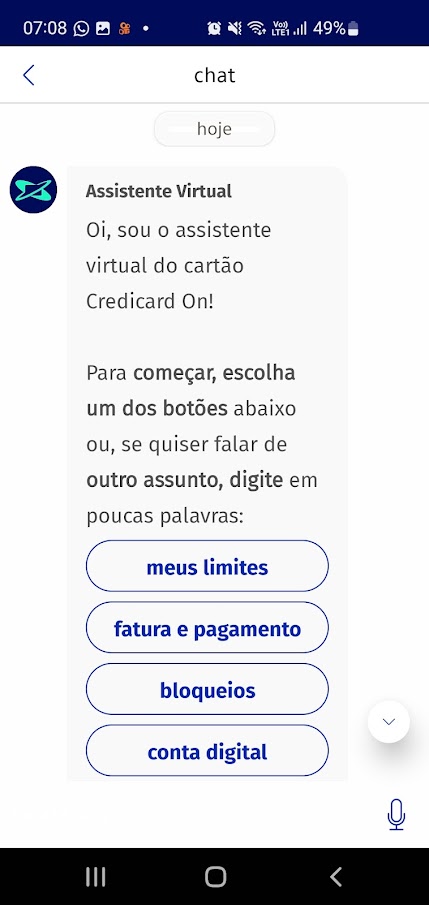 07:08
Vo))
LTE1
49%
chat
hoje
Assistente Virtual
Oi, sou o assistente
virtual do cartão
Credicard On!
Para começar, escolha
um dos botões abaixo
ou, se quiser falar de
outro assunto, digite em
poucas palavras:
meus limites
fatura e pagamento
bloqueios
conta digital